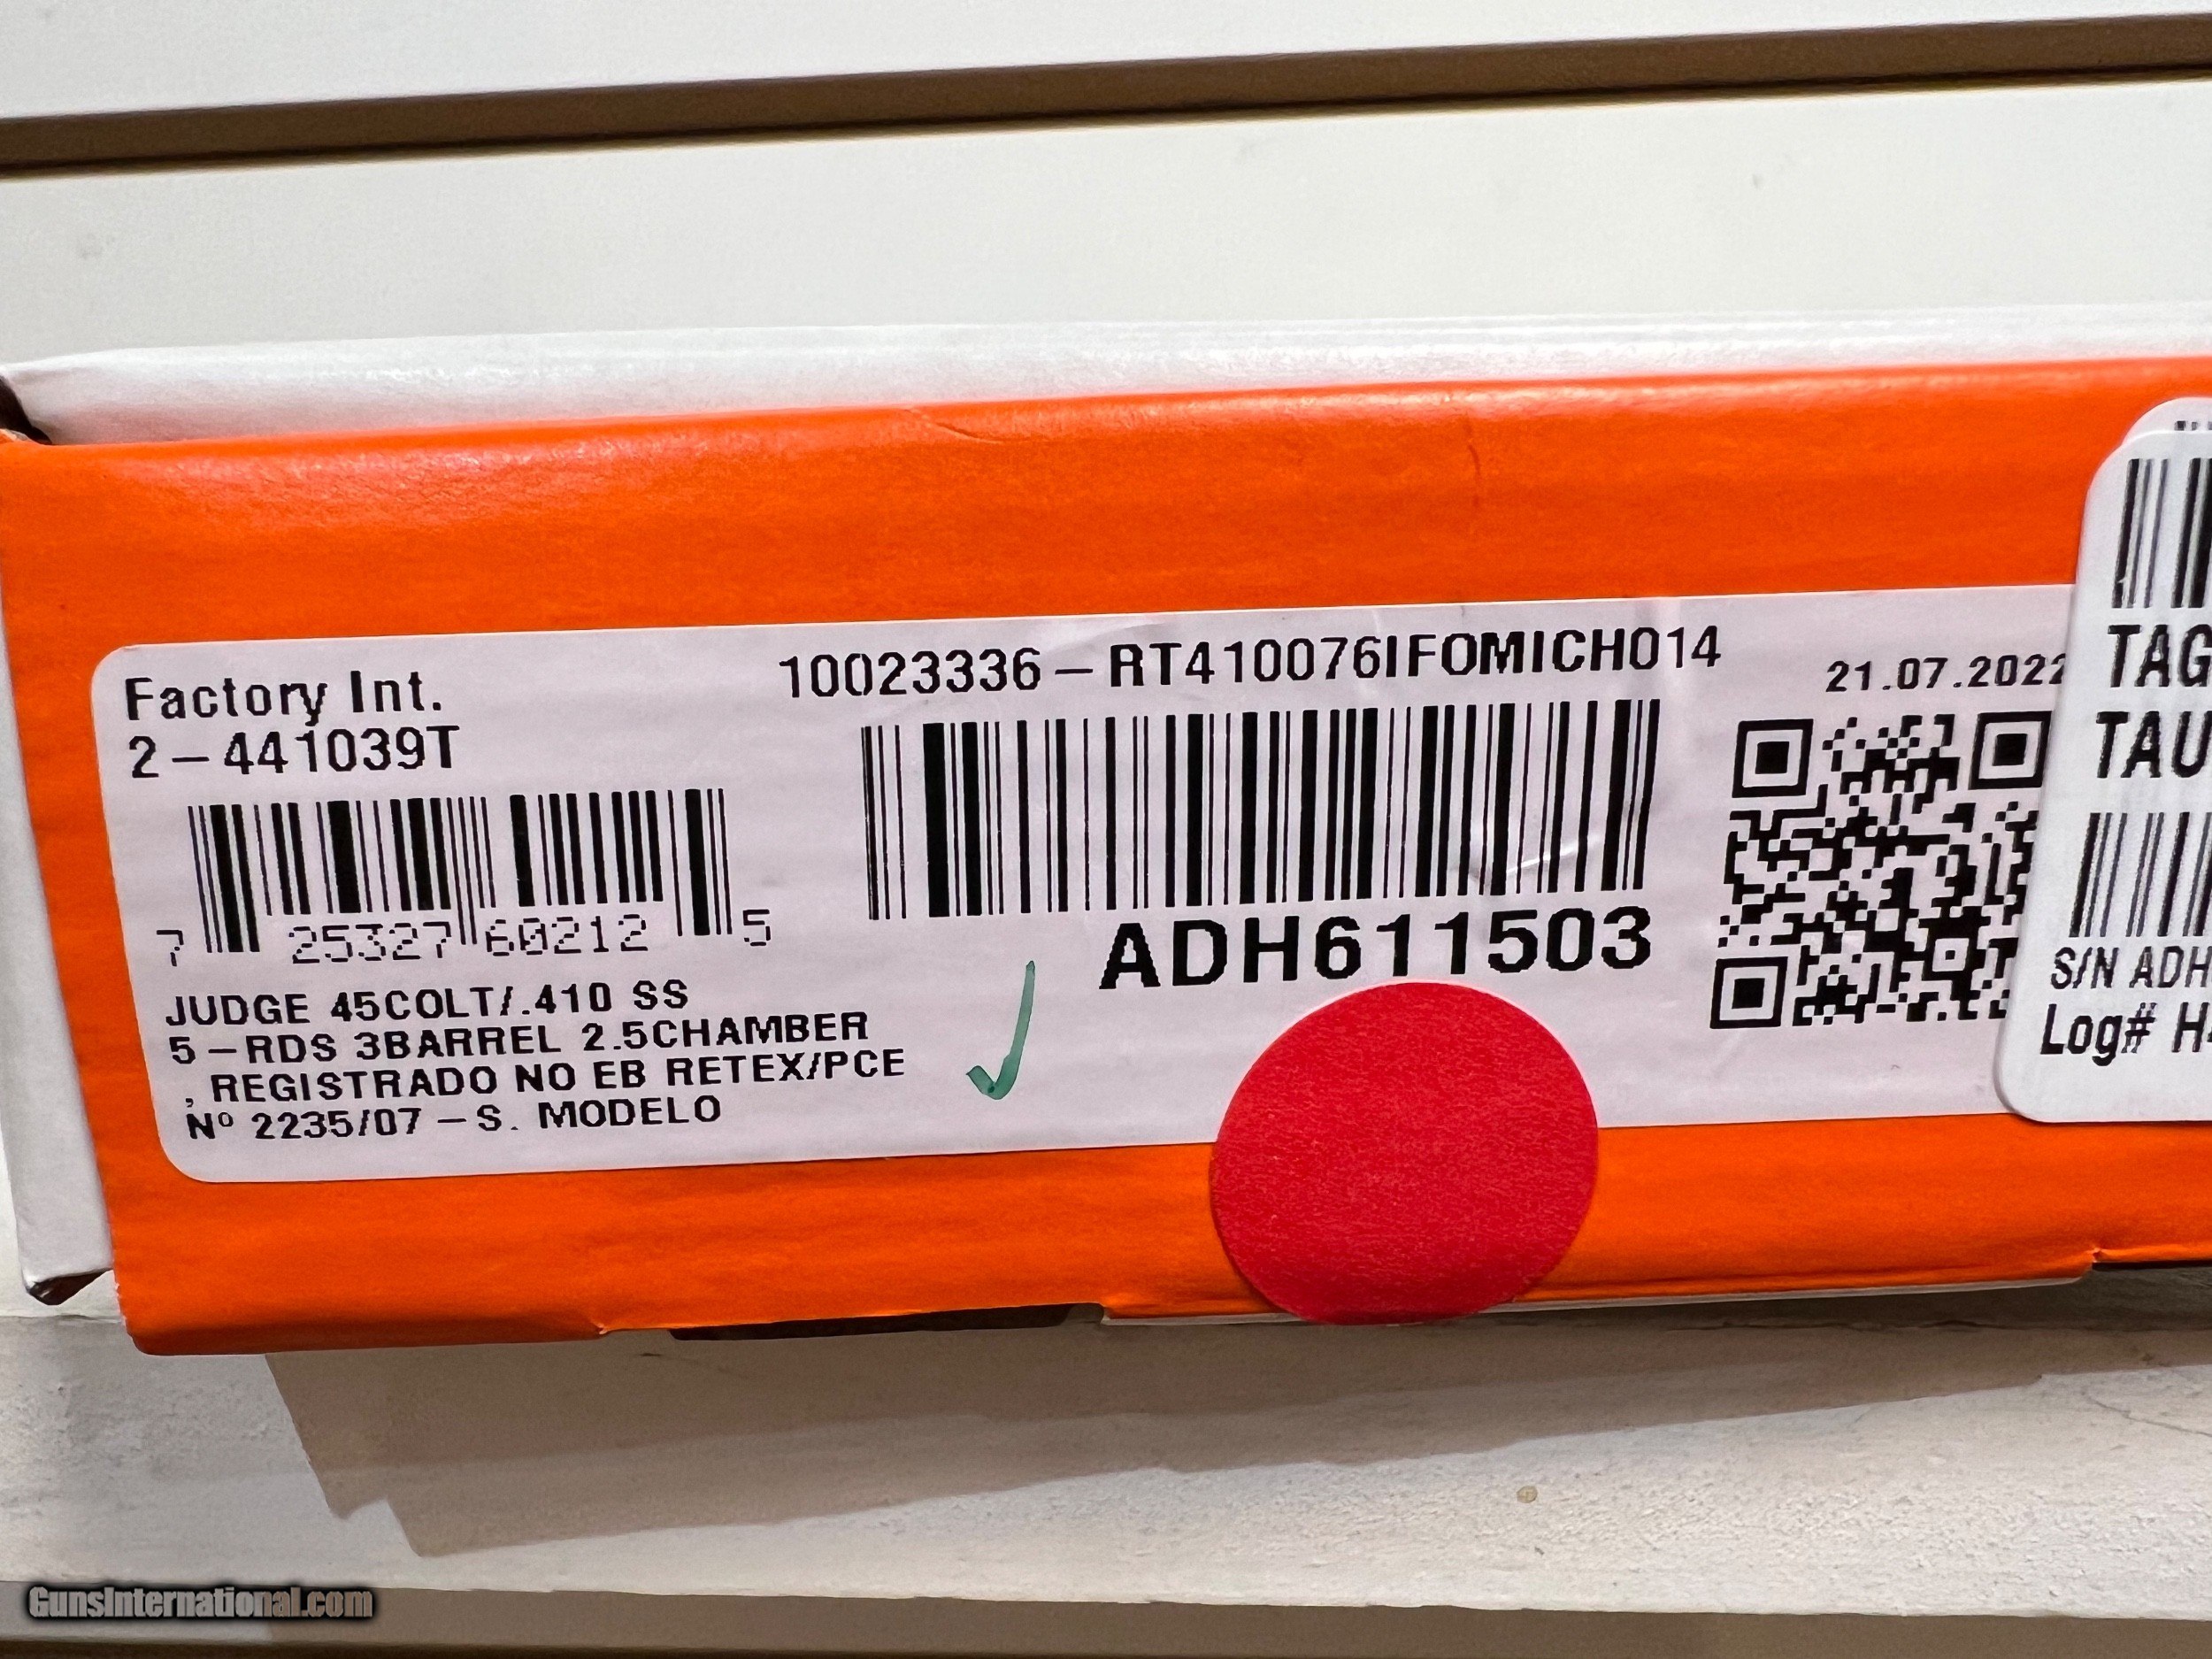 Factory Int.
2-441039T
7 25327 60212 5
JUDGE 45COLT/.410 SS
5-RDS 3BARREL 2.5CHAMBER
, REGISTRADO NO EB RETEX/PCE
Nº 2235/07 -S. MODELO
10023336-RT410076IFOMICH014
ADH611503
21.07.2022
TAG
TAU
S/N ADH
Log# H
GunsInternational.com